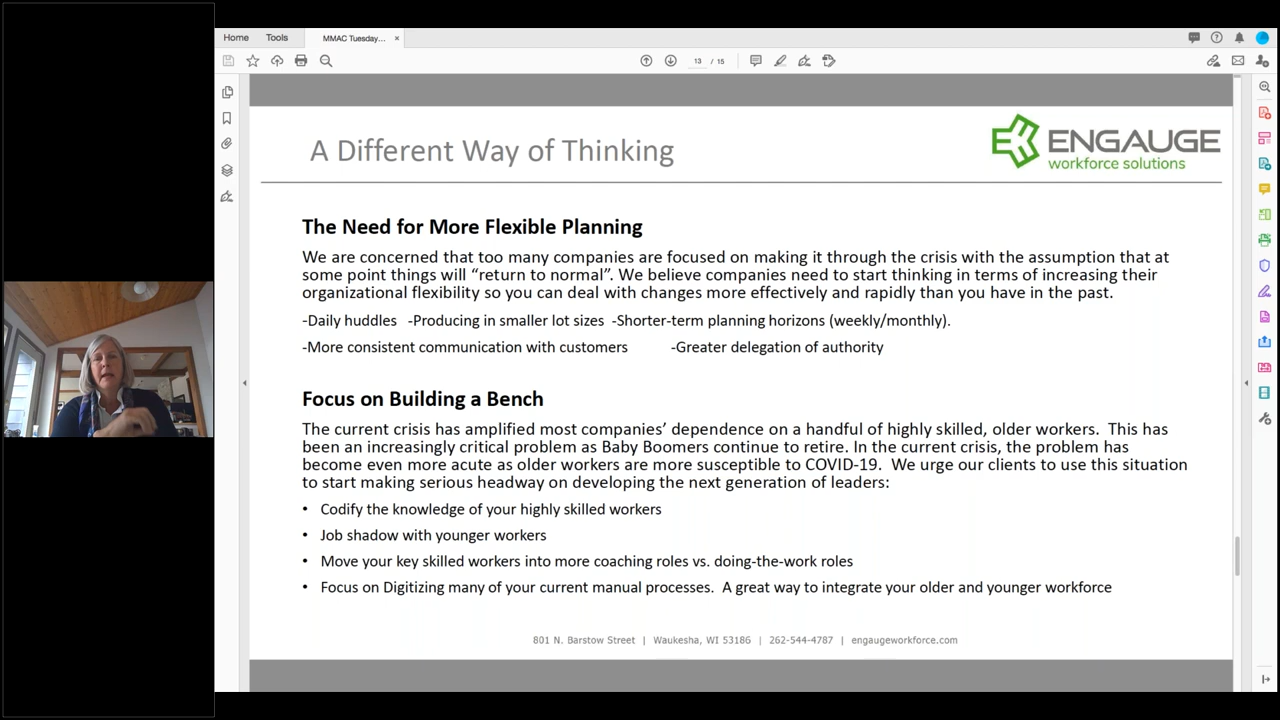 Home Tools MMAC Tuesday... ×
13 / 15
A Different Way of Thinking
ENGAUGE
workforce solutions
The Need for More Flexible Planning
We are concerned that too many companies are focused on making it through the crisis with the assumption that at
some point things will “return to normal”. We believe companies need to start thinking in terms of increasing their
organizational flexibility so you can deal with changes more effectively and rapidly than you have in the past.
-Daily huddles -Producing in smaller lot sizes -Shorter-term planning horizons (weekly/monthly).
-More consistent communication with customers -Greater delegation of authority
Focus on Building a Bench
The current crisis has amplified most companies’ dependence on a handful of highly skilled, older workers. This has
been an increasingly critical problem as Baby Boomers continue to retire. In the current crisis, the problem has
become even more acute as older workers are more susceptible to COVID-19. We urge our clients to use this situation
to start making serious headway on developing the next generation of leaders:
• Codify the knowledge of your highly skilled workers
• Job shadow with younger workers
• Move your key skilled workers into more coaching roles vs. doing-the-work roles
• Focus on Digitizing many of your current manual processes. A great way to integrate your older and younger workforce
801 N. Barstow Street | Waukesha, WI 53186 | 262-544-4787 | engaugeworkforce.com